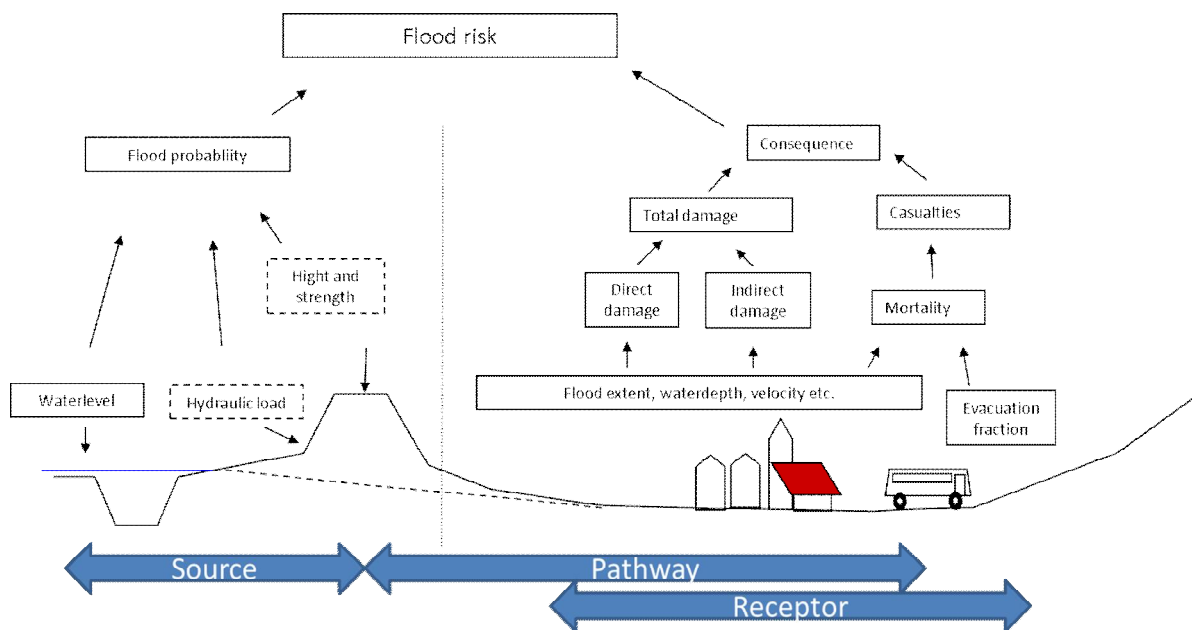 Flood risk
Flood probabliity
Consequence
Total damage
Casualties
Hight and
strength
Direct
damage
Indirect
damage
Mortality
Waterlevel
Hydraulic load
Flood extent, waterdepth, velocity etc.
Evacuation
fraction
Source
Pathway
Receptor